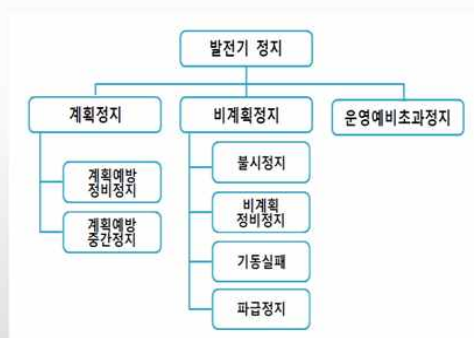 발전기 정지
계획정지
비계획정지
운영예비초과정지
계획예방
정비정지
계획예방
중간정지
불시정지
비계획
정비정지
기동실패
파급정지